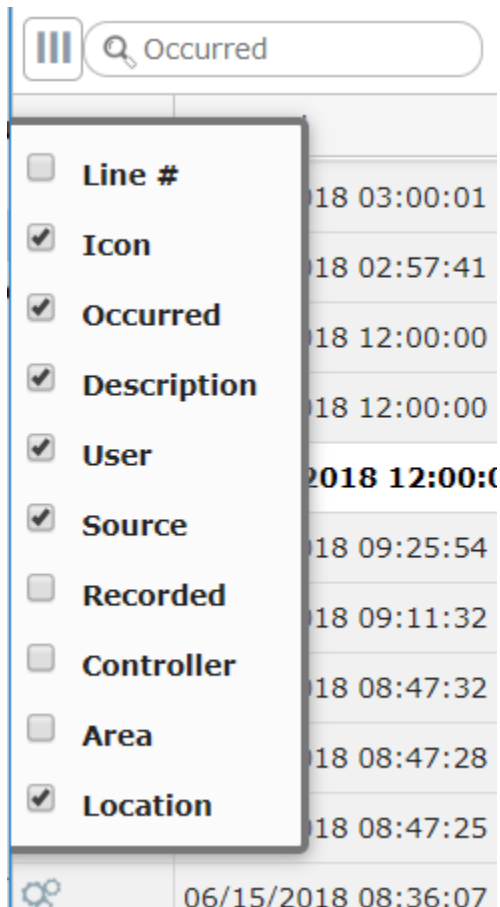 Occurred
Line #
Icon
18 03:00:01
Occurred
18 02:57:41
Description
18 12:00:00
18 12:00:00
User
2018 12:00:0
Source
18 09:25:54
Recorded
18 09:11:32
Controller
18 08:47:32
Area
18 08:47:28
Location
18 08:47:25
06/15/2018 08:36:07